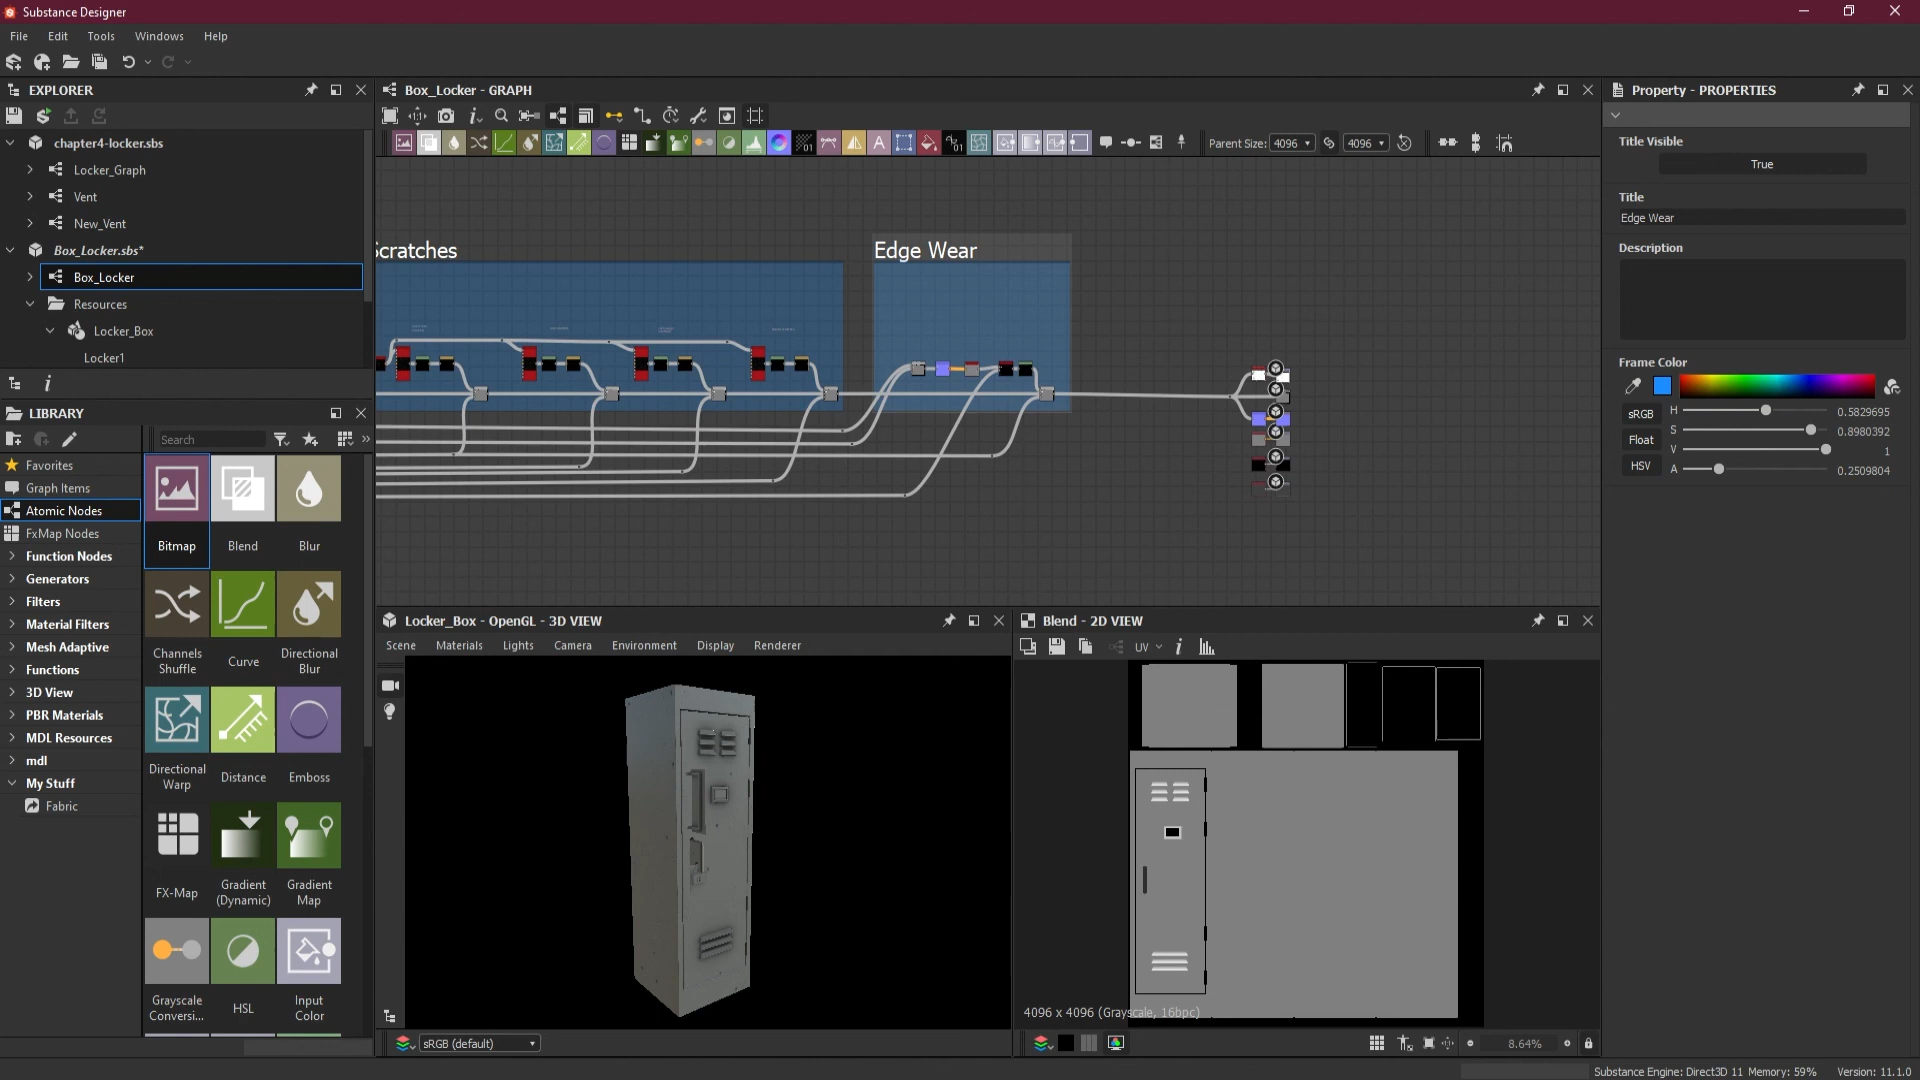 Substance Designer
File Edit Tools Windows Help
EXPLORER
chapter4-locker.sbs
Locker_Graph
Vent
New_Vent
Box_Locker.sbs*
Box_Locker
Resources
Locker_Box
Locker1
LIBRARY
Search
Favorites
Graph Items
Atomic Nodes
FxMap Nodes
Function Nodes
Generators
Filters
Material Filters
Mesh Adaptive
Functions
3D View
PBR Materials
MDL Resources
mdl
My Stuff
Fabric
Bitmap
Blend
Blur
Channels Shuffle
Curve
Directional Blur
Directional Warp
Distance
Emboss
FX-Map
Gradient (Dynamic)
Gradient Map
Grayscale Conversi...
HSL
Input Color
Box_Locker - GRAPH
Parent Size: 4096 4096
Scratches
Edge Wear
Locker_Box - OpenGL - 3D VIEW
Scene Materials Lights Camera Environment Display Renderer
sRGB (default)
Blend - 2D VIEW
UV
4096 x 4096 (Grayscale, 16bpc)
8.64%
Property - PROPERTIES
Title Visible
True
Title
Edge Wear
Description
Frame Color
sRGB H 0.5829695
S 0.8980392
Float
V 1
HSV A 0.2509804
Substance Engine: Direct3D 11 Memory: 59% Version: 11.1.0